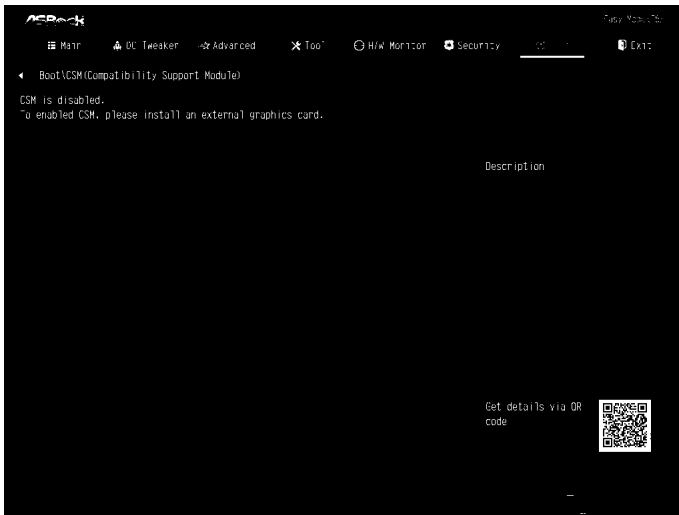 ASRock
Easy Mode(F6)
Main OC Tweaker Advanced Tool H/W Monitor Security Exit
Boot\CSM(Compatibility Support Module)
CSM is disabled.
To enabled CSM, please install an external graphics card.
Description
Get details via QR
code